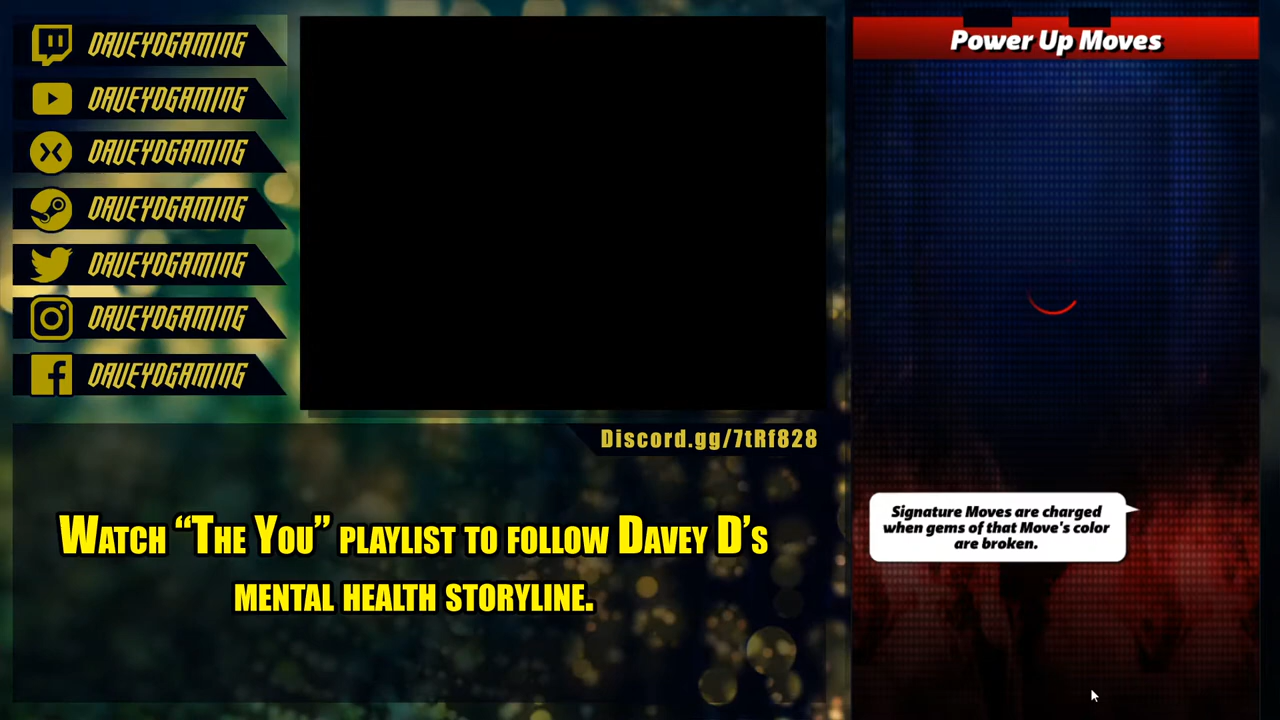 DAVEYDGAMING
DAVEYDGAMING
DAVEYDGAMING
DAVEYDGAMING
DAVEYDGAMING
DAVEYDGAMING
DAVEYDGAMING
Discord.gg/7tRf828
Watch “The You” playlist to follow Davey D’s
mental health storyline.
Power Up Moves
Signature Moves are charged
when gems of that Move's color
are broken.